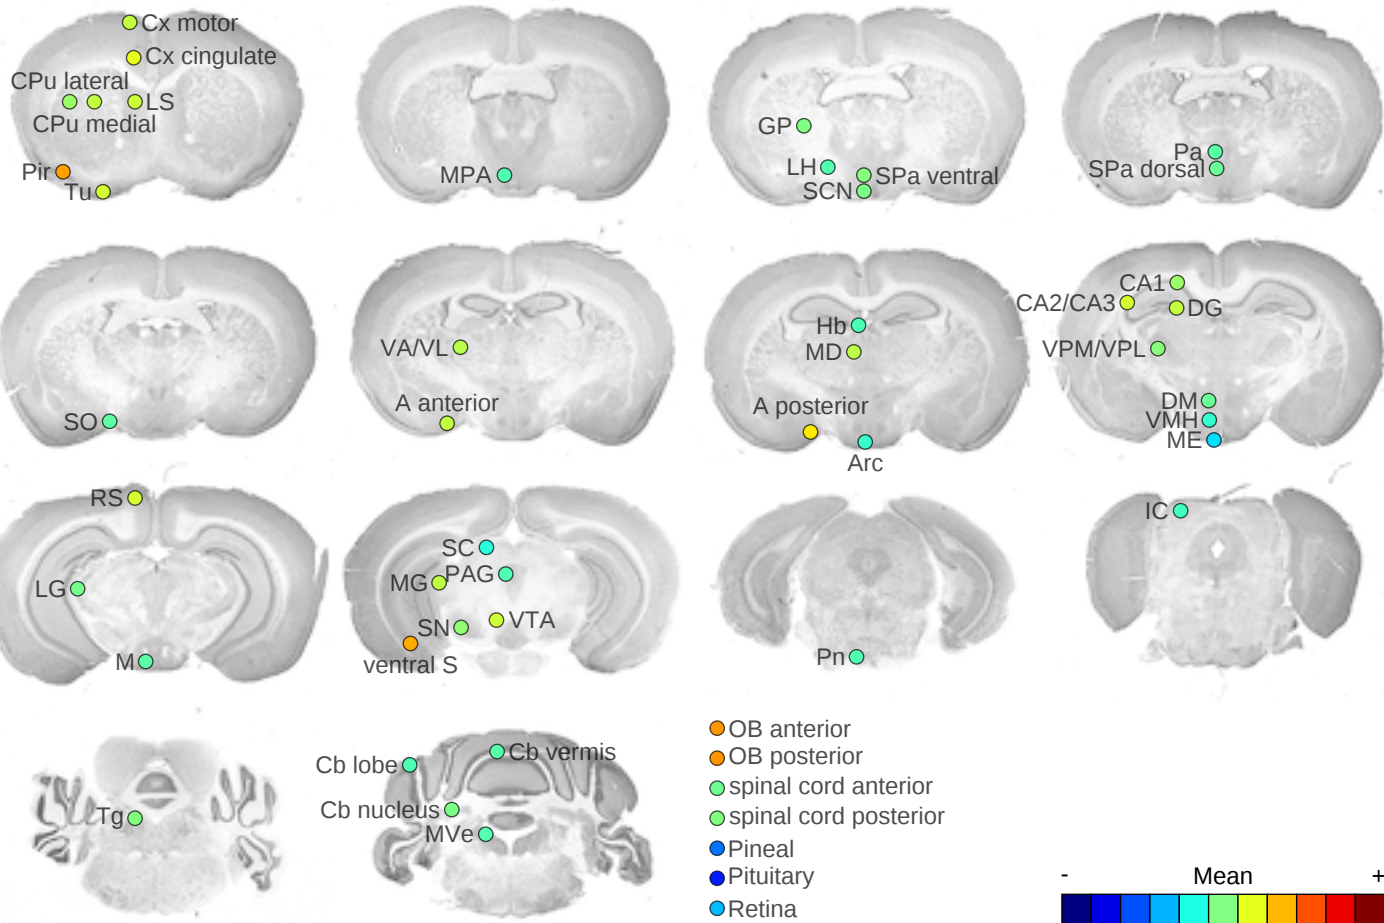 Cx motor
Cx cingulate
CPu lateral
LS
CPu medial
Pir
Tu
MPA
GP
LH
SPa ventral
SCN
Pa
SPa dorsal
SO
VA/VL
A anterior
Hb
MD
A posterior
Arc
CA1
CA2/CA3
DG
VPM/VPL
DM
VMH
ME
RS
LG
M
SC
PAG
MG
VTA
SN
ventral S
Pn
IC
Tg
Cb vermis
Cb lobe
Cb nucleus
MVe
OB anterior
OB posterior
spinal cord anterior
spinal cord posterior
Pineal
Pituitary
Retina
- Mean +